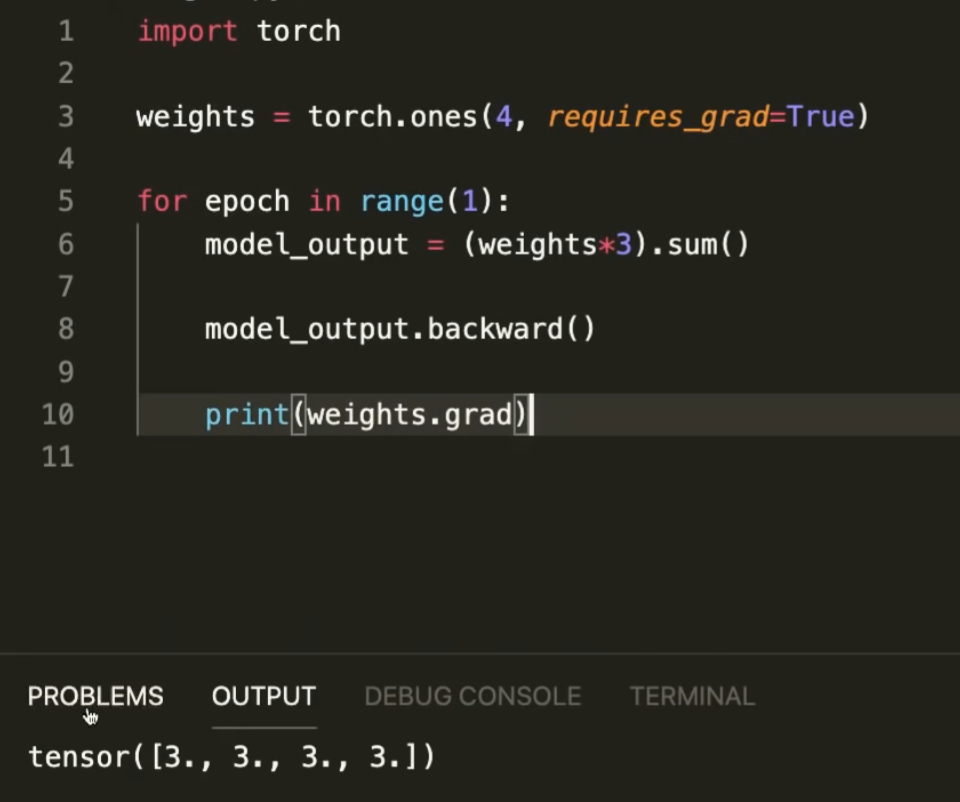 1 import torch
2
3 weights = torch.ones(4, requires_grad=True)
4
5 for epoch in range(1):
6     model_output = (weights*3).sum()
7
8     model_output.backward()
9
10     print(weights.grad)
11
PROBLEMS OUTPUT DEBUG CONSOLE TERMINAL
tensor([3., 3., 3., 3.])